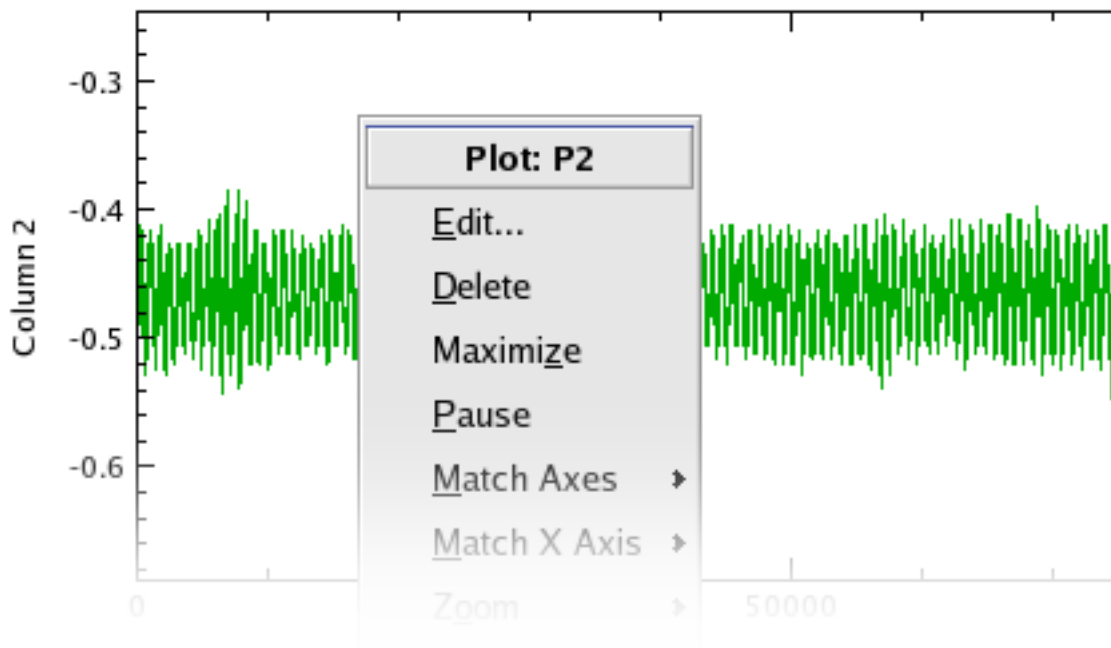 -0.3
-0.4
-0.5
-0.6
Column 2
Plot: P2
Edit...
Delete
Maximize
Pause
Match Axes
Match X Axis
Zoom
0
50000